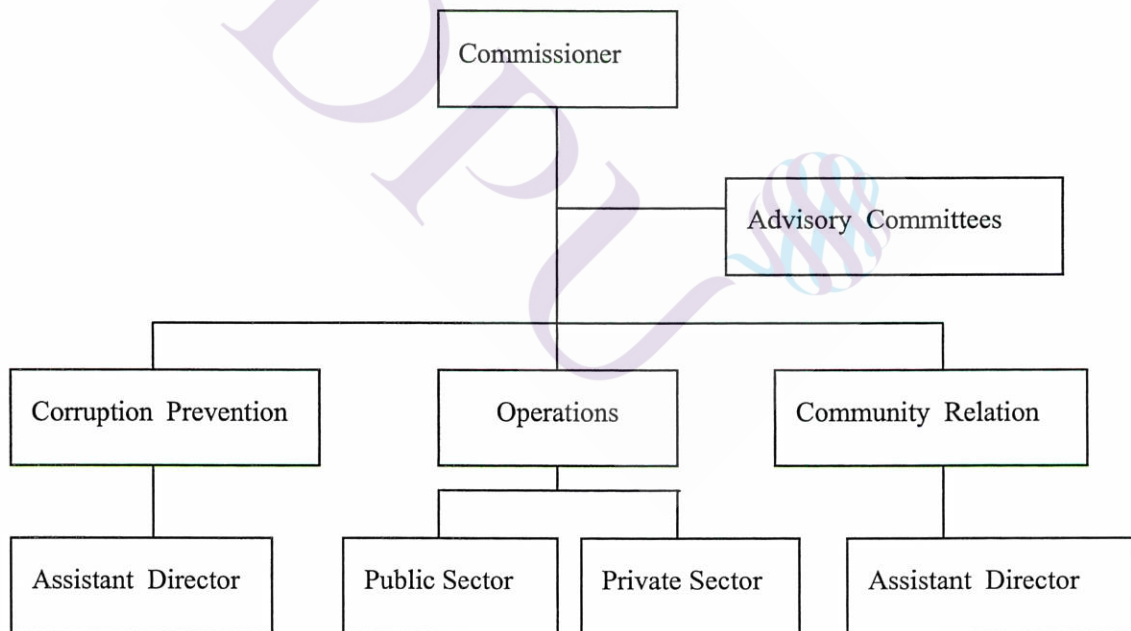 Commissioner
Advisory Committees
Corruption Prevention
Operations
Community Relation
Assistant Director
Public Sector
Private Sector
Assistant Director
DPU